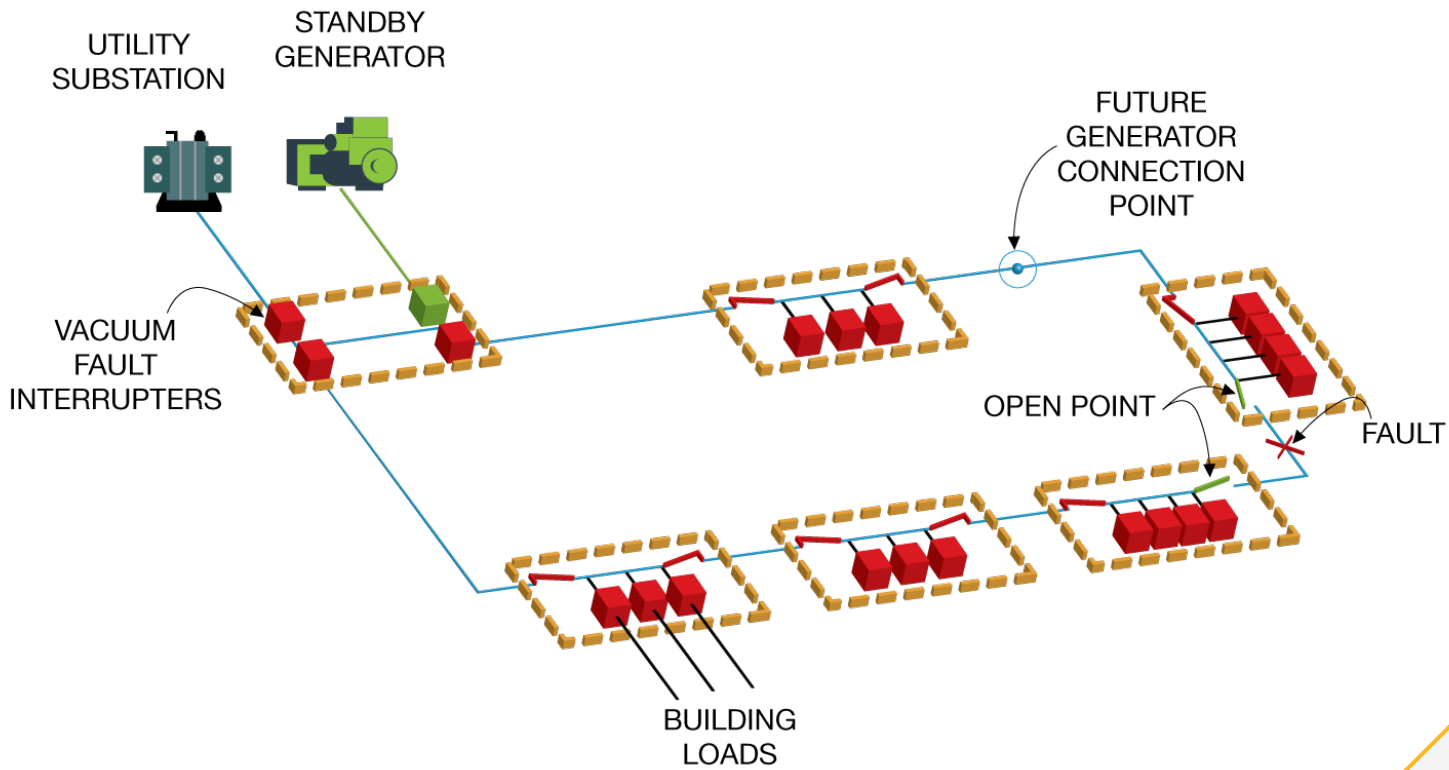 UTILITY
SUBSTATION
STANDBY
GENERATOR
FUTURE
GENERATOR
CONNECTION
POINT
VACUUM
FAULT
INTERRUPTERS
OPEN POINT
FAULT
BUILDING
LOADS